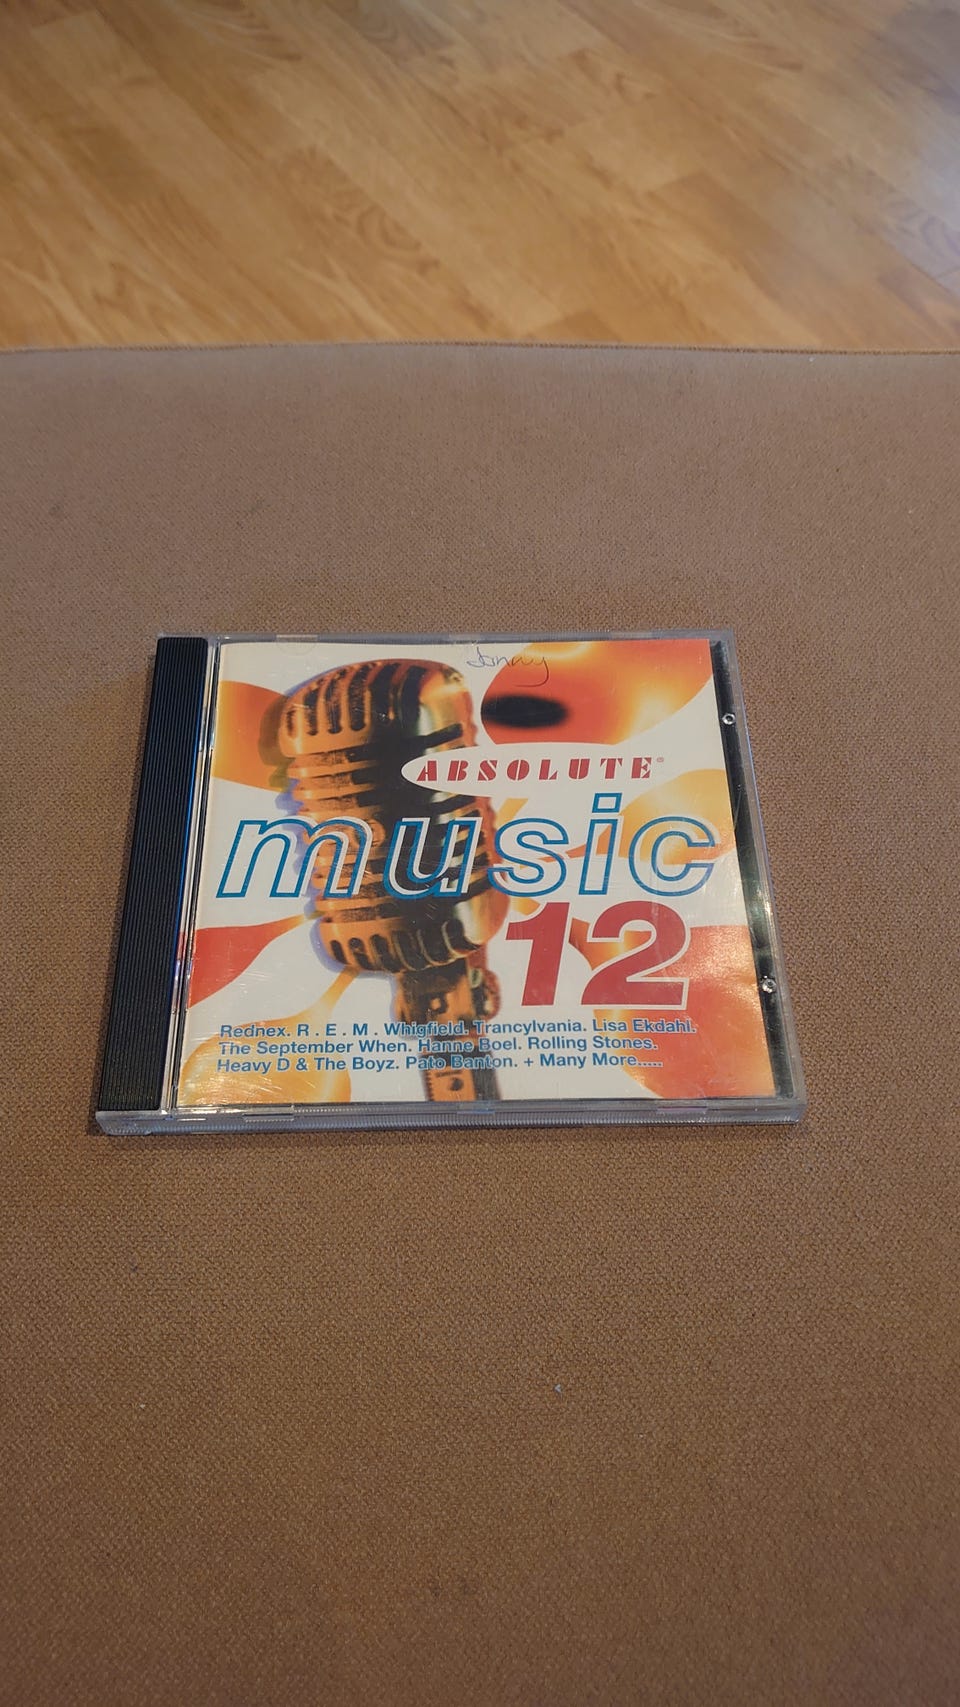 ABSOLUTE®
music
12
Rednex. R . E . M . Whigfield. Trancylvania. Lisa Ekdahl.
The September When. Hanne Boel. Rolling Stones.
Heavy D & The Boyz. Pato Banton. + Many More.....